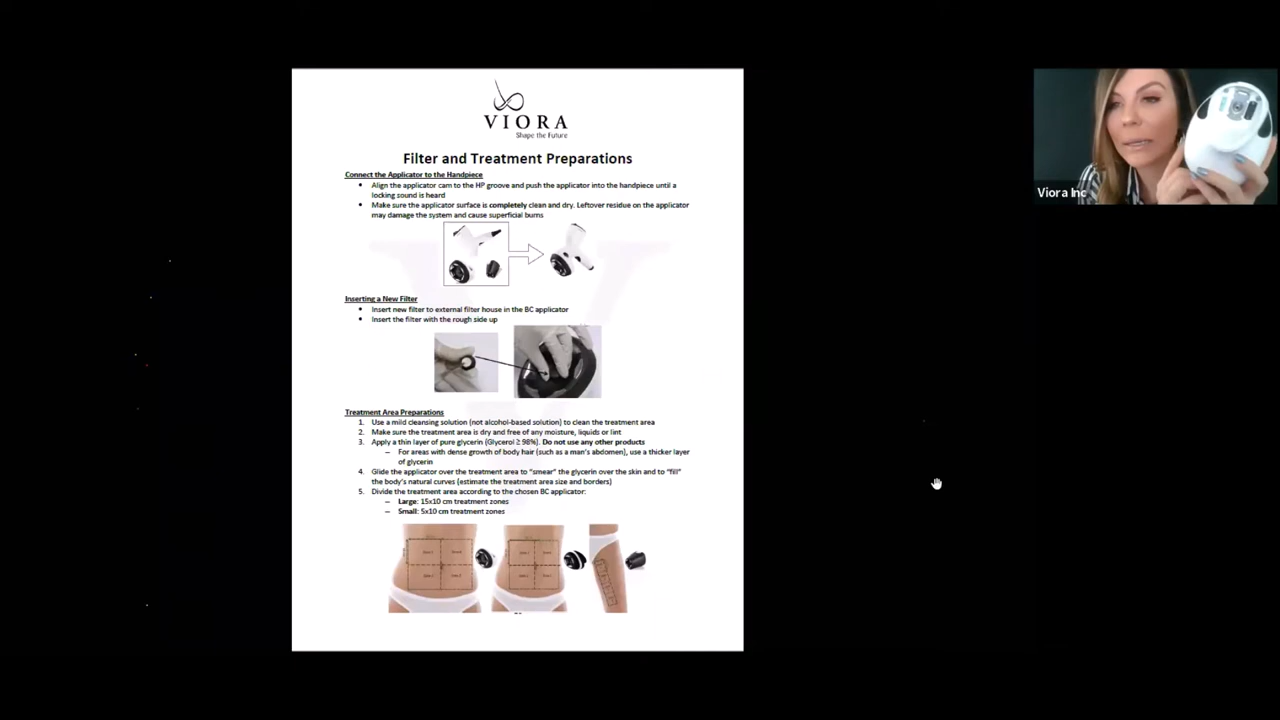 VIORA
Shape the Future
Filter and Treatment Preparations
Connect the Applicator to the Handpiece
• Align the applicator cam to the HP groove and push the applicator into the handpiece until a
locking sound is heard
• Make sure the applicator surface is completely clean and dry. Leftover residue on the applicator
may damage the system and cause superficial burns
Inserting a New Filter
• Insert new filter to external filter house in the BC applicator
• Insert the filter with the rough side up
Treatment Area Preparations
1. Use a mild cleansing solution (not alcohol-based solution) to clean the treatment area
2. Make sure the treatment area is dry and free of any moisture, liquids or lint
3. Apply a thin layer of pure glycerin (Glycerol ≥ 98%). Do not use any other products
– For areas with dense growth of body hair (such as a man's abdomen), use a thicker layer
of glycerin
4. Glide the applicator over the treatment area to "smear" the glycerin over the skin and to "fill"
the body's natural curves (estimate the treatment area size and borders)
5. Divide the treatment area according to the chosen BC applicator:
– Large: 15x10 cm treatment zones
– Small: 5x10 cm treatment zones
Viora Inc